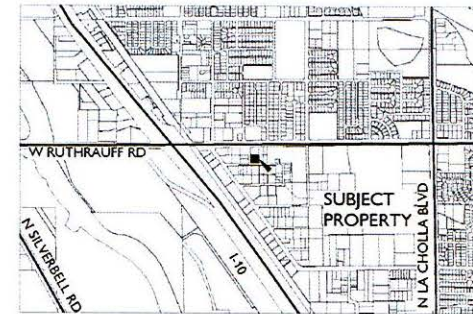 W RUTHRAUFF RD
SUBJECT
PROPERTY
N LA CHOLLA BLVD
N SILVERBELL RD
I-10